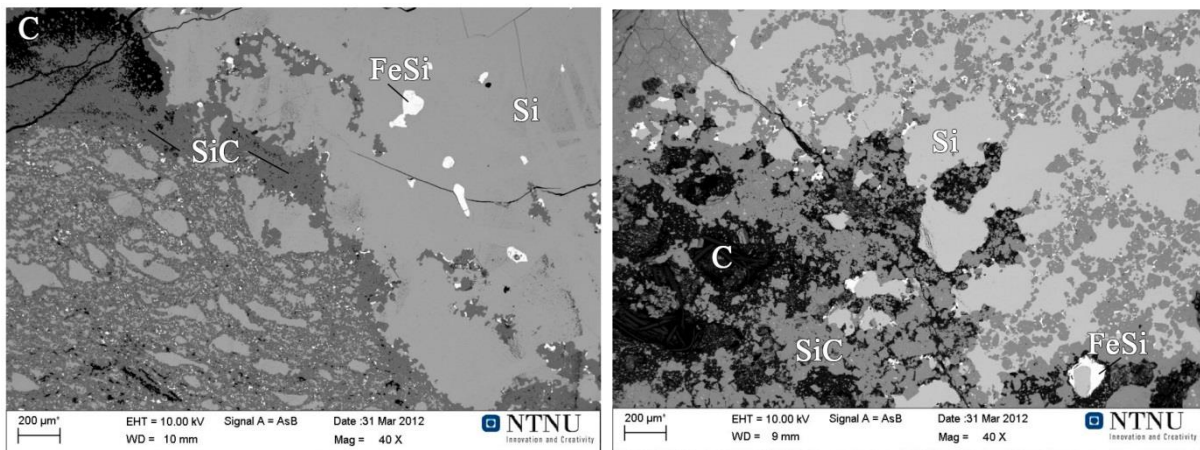 C
FeSi
Si
SiC
200 µm
EHT = 10.00 kV Signal A = AsB Date :31 Mar 2012
WD = 10 mm Mag = 40 X
NTNU
Innovation and Creativity
Si
C
SiC
FeSi
200 µm
EHT = 10.00 kV Signal A = AsB Date :31 Mar 2012
WD = 9 mm Mag = 40 X
NTNU
Innovation and Creativity